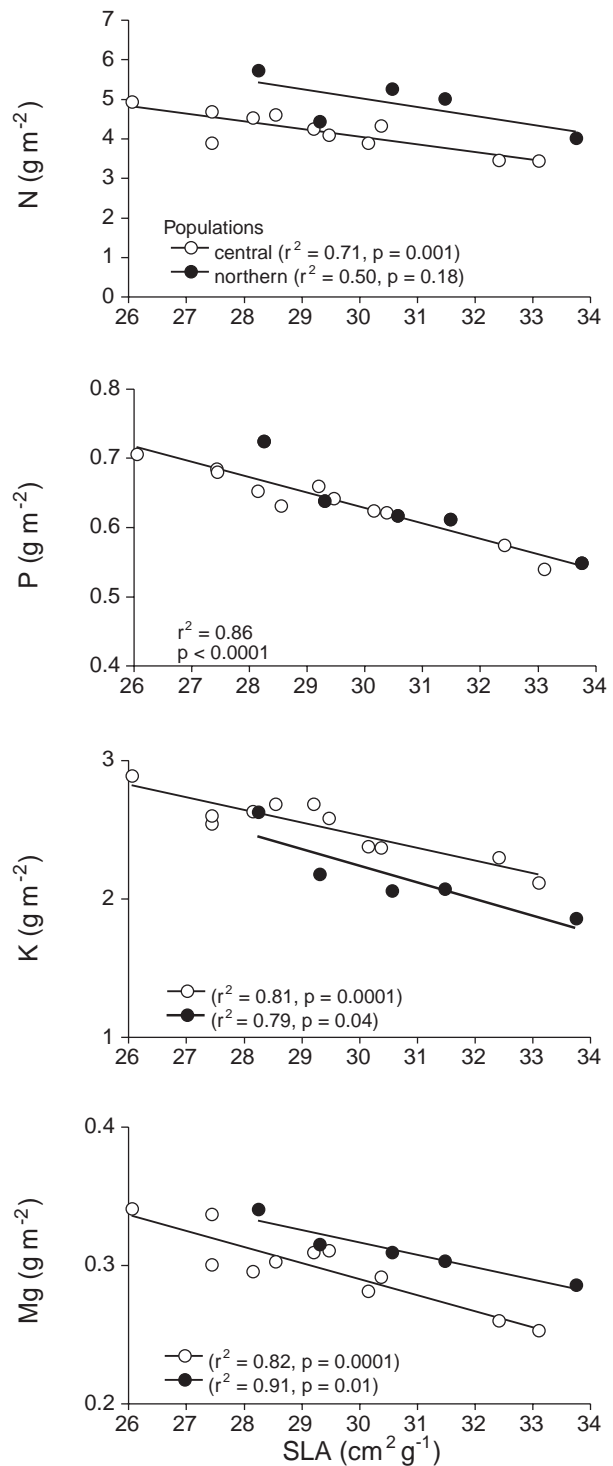 7
6
5
4
3
2
1
0
N (g m⁻²)
Populations
central (r² = 0.71, p = 0.001)
northern (r² = 0.50, p = 0.18)
26 27 28 29 30 31 32 33 34
0.8
0.7
0.6
0.5
0.4
P (g m⁻²)
r² = 0.86
p < 0.0001
26 27 28 29 30 31 32 33 34
3
2
1
K (g m⁻²)
(r² = 0.81, p = 0.0001)
(r² = 0.79, p = 0.04)
26 27 28 29 30 31 32 33 34
0.4
0.3
0.2
Mg (g m⁻²)
(r² = 0.82, p = 0.0001)
(r² = 0.91, p = 0.01)
26 27 28 29 30 31 32 33 34
SLA (cm² g⁻¹)